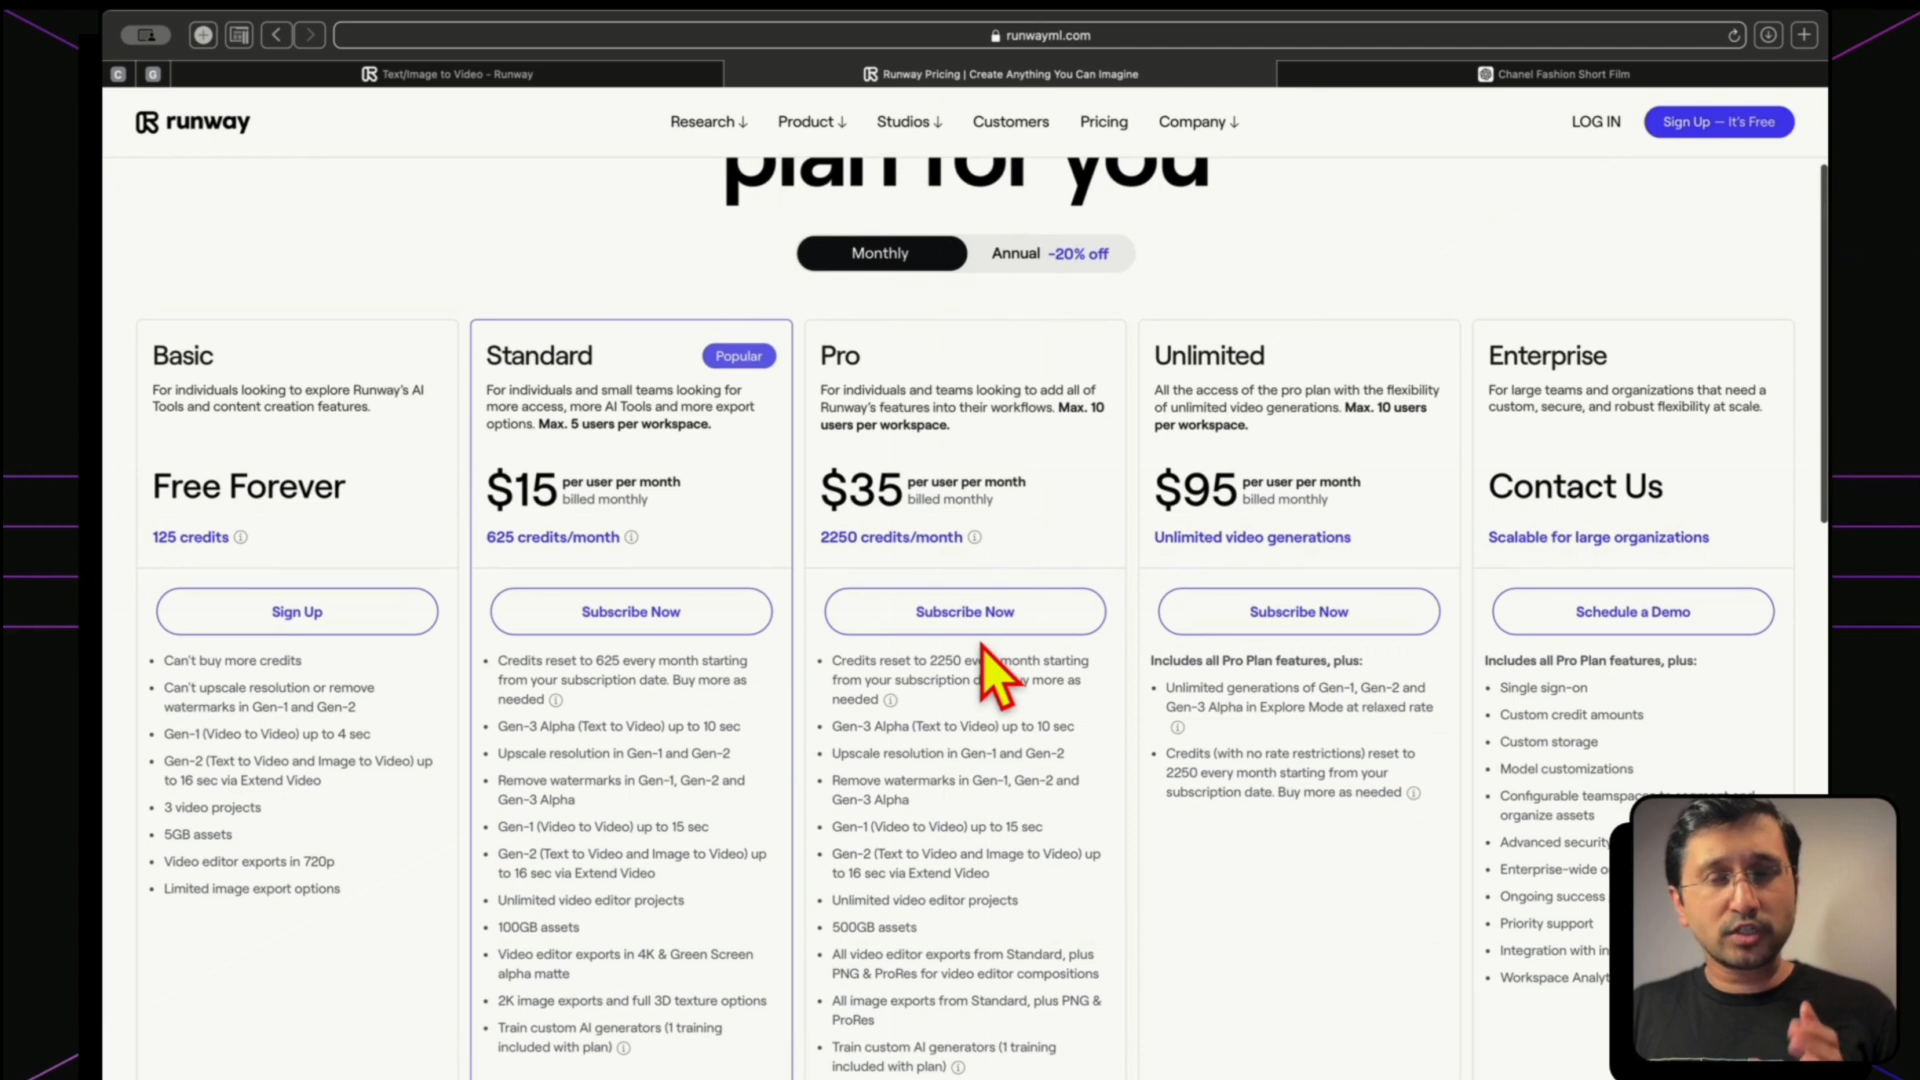 runwayml.com
C
G
Text/Image to Video - Runway
Runway Pricing | Create Anything You Can Imagine
Chanel Fashion Short Film
runway
Research
Product
Studios
Customers
Pricing
Company
LOG IN
Sign Up — It's Free
plan for you
Monthly
Annual -20% off
Basic
For individuals looking to explore Runway's AI
Tools and content creation features.
Free Forever
125 credits
Sign Up
• Can't buy more credits
• Can't upscale resolution or remove
watermarks in Gen-1 and Gen-2
• Gen-1 (Video to Video) up to 4 sec
• Gen-2 (Text to Video and Image to Video) up
to 16 sec via Extend Video
• 3 video projects
• 5GB assets
• Video editor exports in 720p
• Limited image export options
Standard
Popular
For individuals and small teams looking for
more access, more AI Tools and more export
options. Max. 5 users per workspace.
$15 per user per month
billed monthly
625 credits/month
Subscribe Now
• Credits reset to 625 every month starting
from your subscription date. Buy more as
needed
• Gen-3 Alpha (Text to Video) up to 10 sec
• Upscale resolution in Gen-1 and Gen-2
• Remove watermarks in Gen-1, Gen-2 and
Gen-3 Alpha
• Gen-1 (Video to Video) up to 15 sec
• Gen-2 (Text to Video and Image to Video) up
to 16 sec via Extend Video
• Unlimited video editor projects
• 100GB assets
• Video editor exports in 4K & Green Screen
alpha matte
• 2K image exports and full 3D texture options
• Train custom AI generators (1 training
included with plan)
Pro
For individuals and teams looking to add all of
Runway's features into their workflows. Max. 10
users per workspace.
$35 per user per month
billed monthly
2250 credits/month
Subscribe Now
• Credits reset to 2250 month starting
from your subscription more as
needed
• Gen-3 Alpha (Text to Video) up to 10 sec
• Upscale resolution in Gen-1 and Gen-2
• Remove watermarks in Gen-1, Gen-2 and
Gen-3 Alpha
• Gen-1 (Video to Video) up to 15 sec
• Gen-2 (Text to Video and Image to Video) up
to 16 sec via Extend Video
• Unlimited video editor projects
• 500GB assets
• All video editor exports from Standard, plus
PNG & ProRes for video editor compositions
• All image exports from Standard, plus PNG &
ProRes
• Train custom AI generators (1 training
included with plan)
Unlimited
All the access of the pro plan with the flexibility
of unlimited video generations. Max. 10 users
per workspace.
$95 per user per month
billed monthly
Unlimited video generations
Subscribe Now
Includes all Pro Plan features, plus:
• Unlimited generations of Gen-1, Gen-2 and
Gen-3 Alpha in Explore Mode at relaxed rate
• Credits (with no rate restrictions) reset to
2250 every month starting from your
subscription date. Buy more as needed
Enterprise
For large teams and organizations that need a
custom, secure, and robust flexibility at scale.
Contact Us
Scalable for large organizations
Schedule a Demo
Includes all Pro Plan features, plus:
• Single sign-on
• Custom credit amounts
• Custom storage
• Model customizations
• Configurable
organize assets
• Advanced security
• Enterprise-wide
• Ongoing success
• Priority support
• Integration with
• Workspace